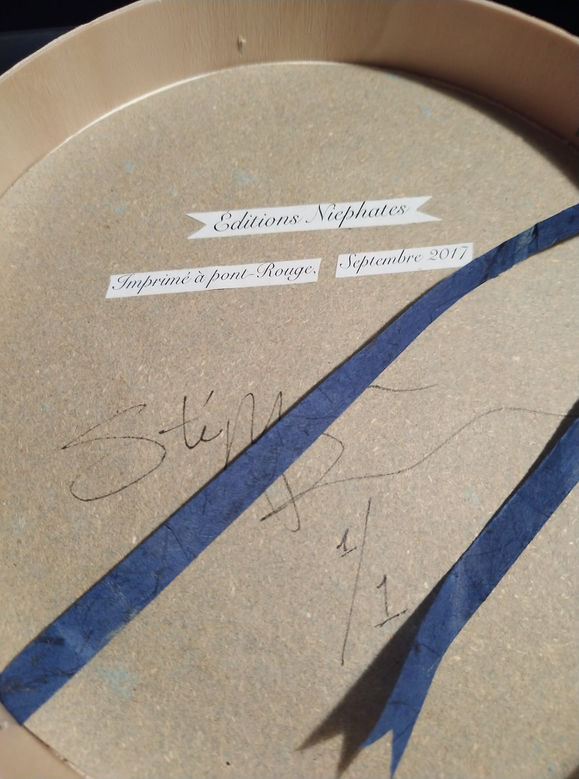 Editions Niephates
Imprimé à pont-Rouge, Septembre 2017
1/1